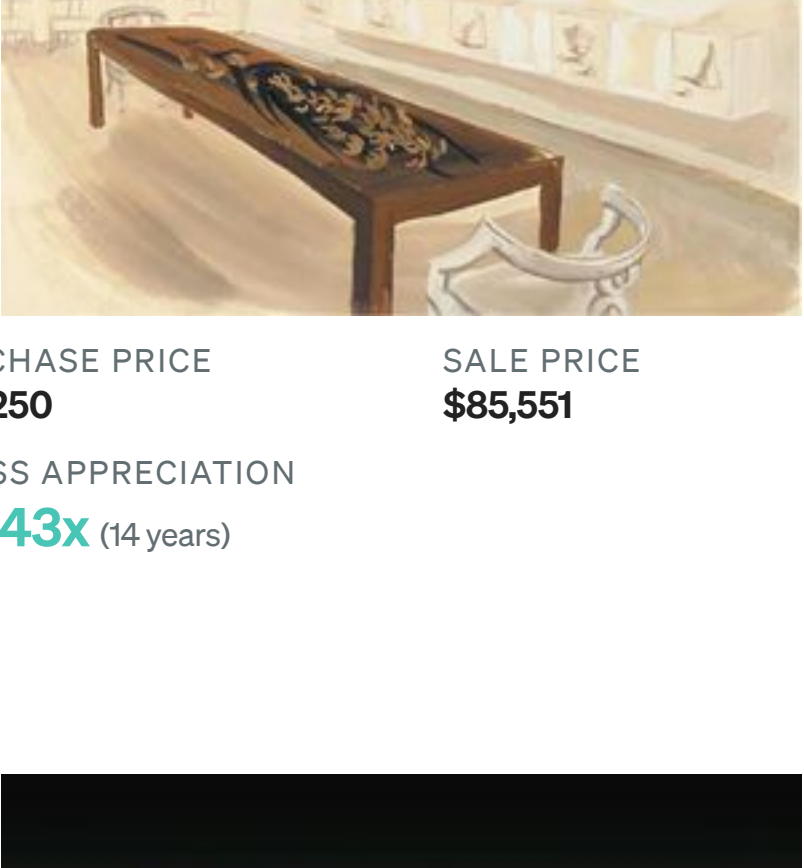 CHASE PRICE
SALE PRICE
250
$85,551
SS APPRECIATION
43x (14 years)